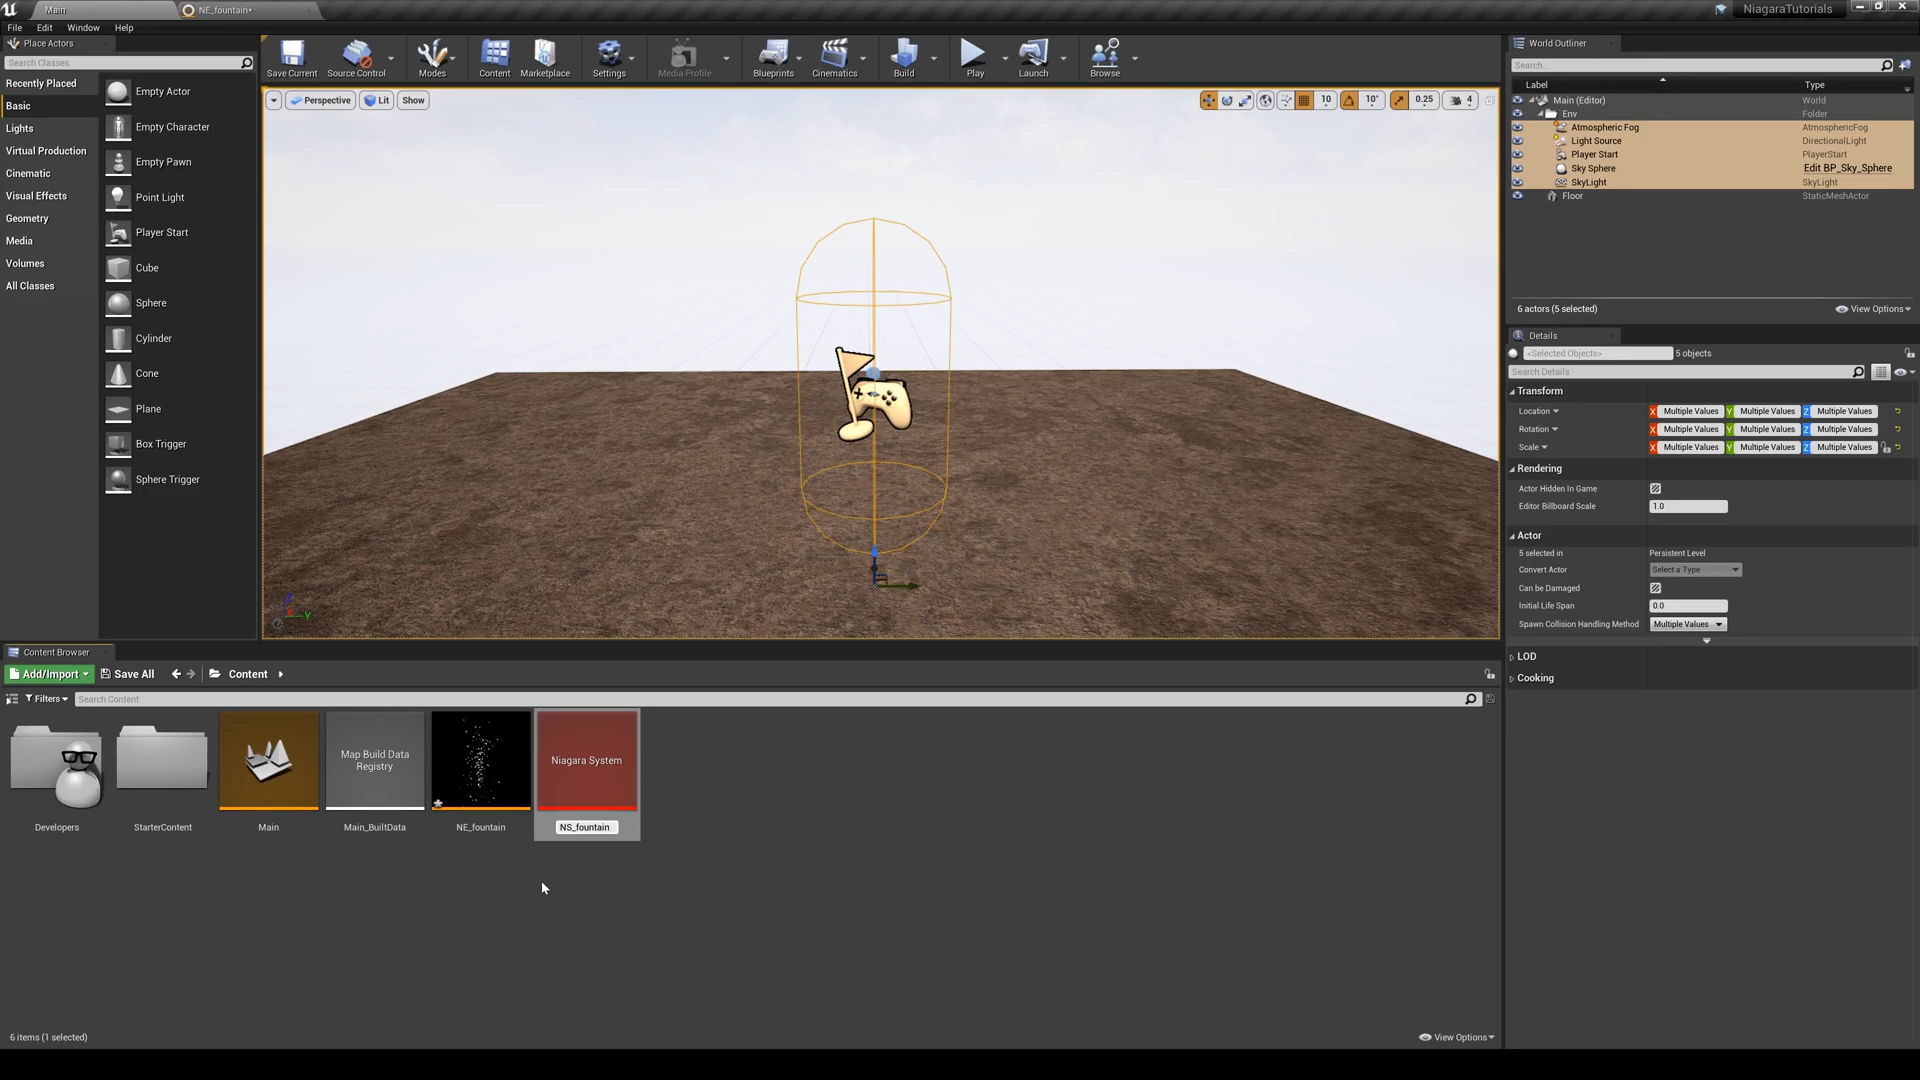 Main
NE_fountain*
NiagaraTutorials
File Edit Window Help
Place Actors
Search Classes
Recently Placed
Basic
Lights
Virtual Production
Cinematic
Visual Effects
Geometry
Media
Volumes
All Classes
Empty Actor
Empty Character
Empty Pawn
Point Light
Player Start
Cube
Sphere
Cylinder
Cone
Plane
Box Trigger
Sphere Trigger
Save Current
Source Control
Modes
Content
Marketplace
Settings
Media Profile
Blueprints
Cinematics
Build
Play
Launch
Browse
Perspective
Lit
Show
10
10°
0.25
4
Z
Y
World Outliner
Search...
Label Type
Main (Editor) World
Env Folder
Atmospheric Fog AtmosphericFog
Light Source DirectionalLight
Player Start PlayerStart
Sky Sphere Edit BP_Sky_Sphere
SkyLight SkyLight
Floor StaticMeshActor
6 actors (5 selected)
View Options
Details
<Selected Objects> 5 objects
Search Details
Transform
Location X Multiple Values Y Multiple Values Z Multiple Values
Rotation X Multiple Values Y Multiple Values Z Multiple Values
Scale X Multiple Values Y Multiple Values Z Multiple Values
Rendering
Actor Hidden In Game
Editor Billboard Scale 1.0
Actor
5 selected in Persistent Level
Convert Actor Select a Type
Can be Damaged
Initial Life Span 0.0
Spawn Collision Handling Method Multiple Values
LOD
Cooking
Content Browser
Add/Import
Save All
Content
Filters
Search Content
Map Build Data
Registry
Niagara System
Developers
StarterContent
Main
Main_BuiltData
NE_fountain
NS_fountain
6 items (1 selected)
View Options